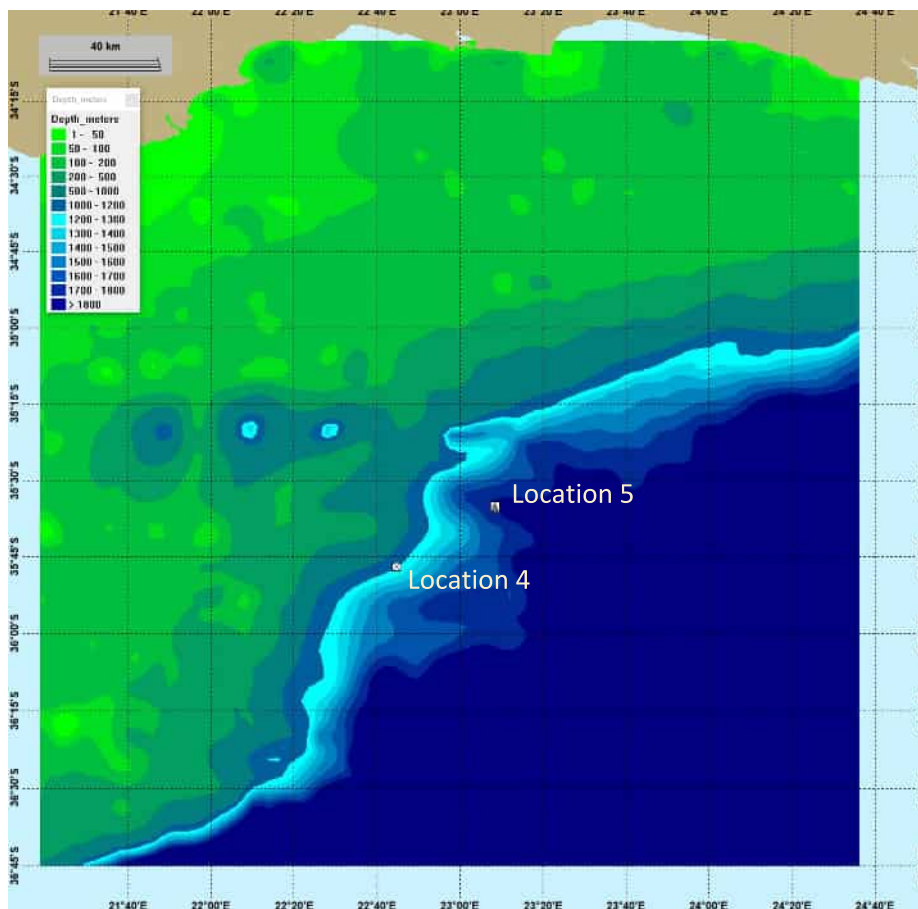 21°40'E 22°00'E 22°20'E 22°40'E 23°00'E 23°20'E 23°40'E 24°00'E 24°20'E 24°40'E
40 km
Depth_meters
Depth_meters
1 - 50
50 - 100
100 - 200
200 - 500
500 - 1000
1000 - 1200
1200 - 1300
1300 - 1400
1400 - 1500
1500 - 1600
1600 - 1700
1700 - 1800
> 1800
34°15'S
34°30'S
34°45'S
35°00'S
35°15'S
35°30'S
35°45'S
36°00'S
36°15'S
36°30'S
36°45'S
Location 5
Location 4
21°40'E 22°00'E 22°20'E 22°40'E 23°00'E 23°20'E 23°40'E 24°00'E 24°20'E 24°40'E